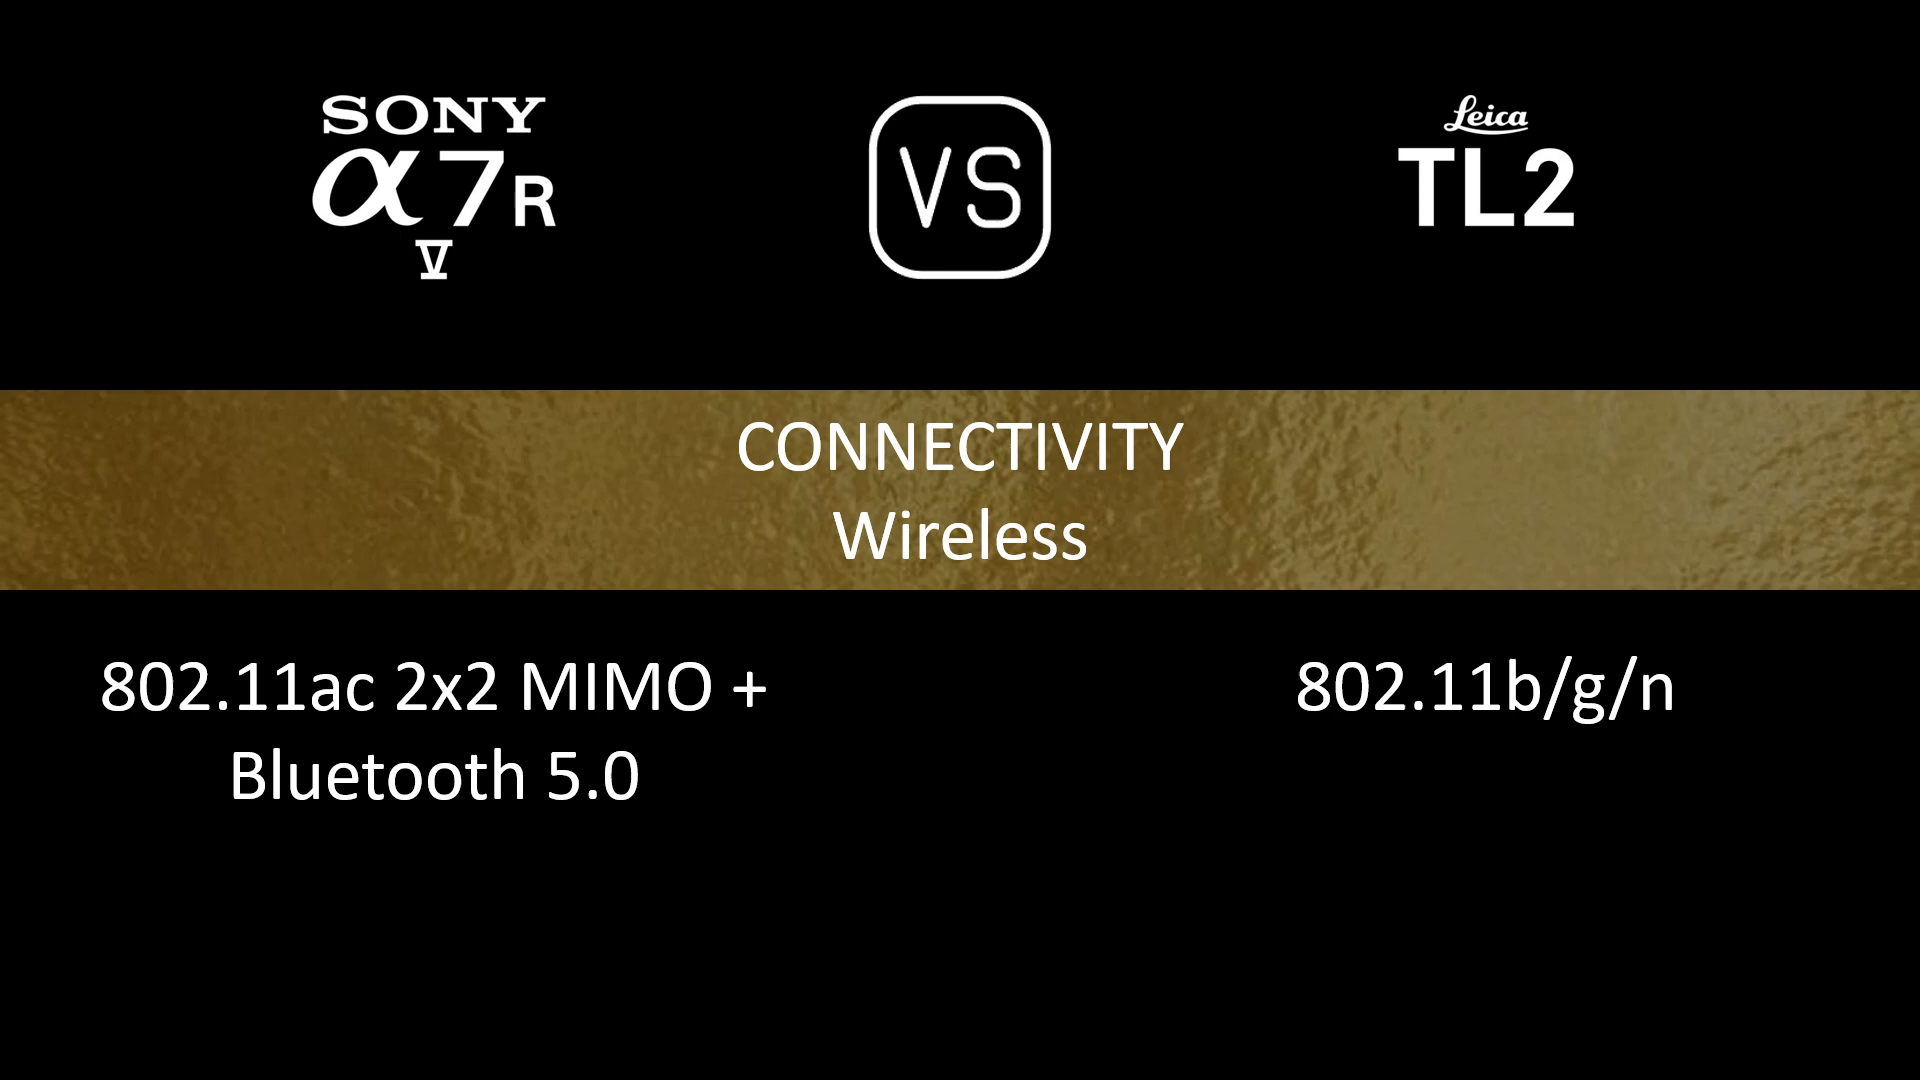 SONY
α7R
V
VS
Leica
TL2
CONNECTIVITY
Wireless
802.11ac 2x2 MIMO +
Bluetooth 5.0
802.11b/g/n